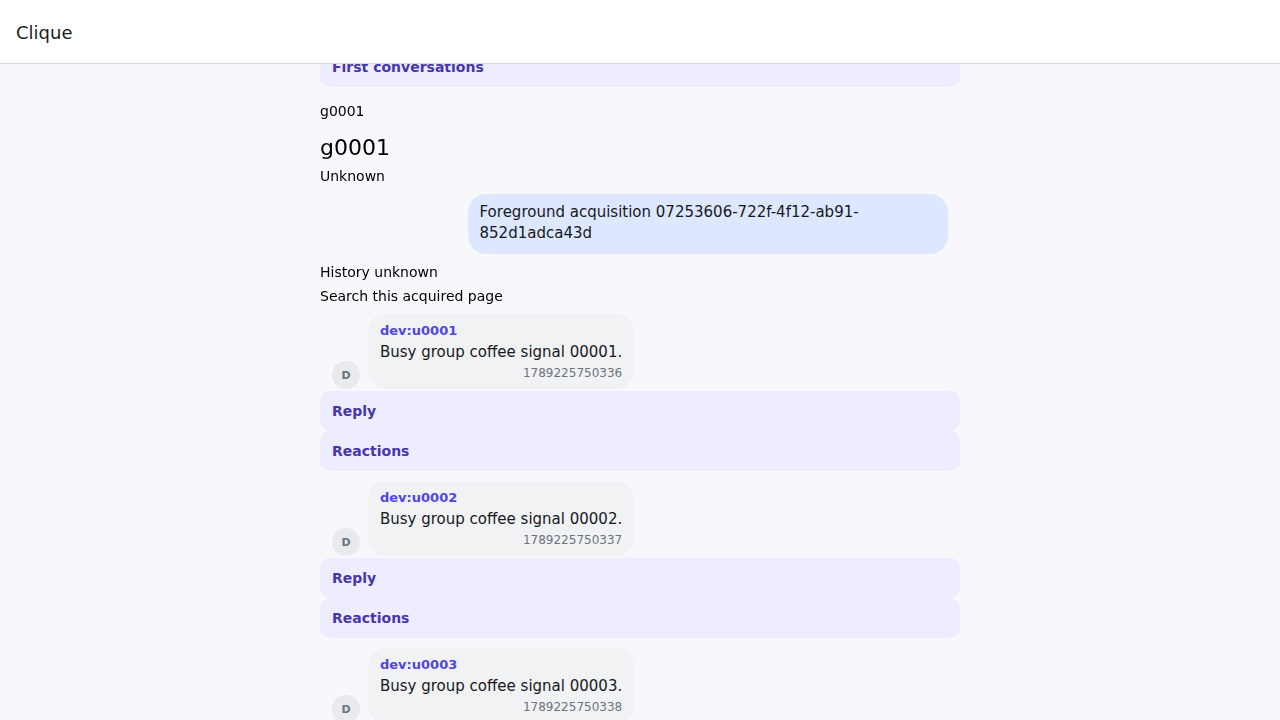 Clique
First conversations
g0001
g0001
Unknown
Foreground acquisition 07253606-722f-4f12-ab91-
852d1adca43d
History unknown
Search this acquired page
dev:u0001
Busy group coffee signal 00001.
D
1789225750336
Reply
Reactions
dev:u0002
Busy group coffee signal 00002.
D
1789225750337
Reply
Reactions
dev:u0003
Busy group coffee signal 00003.
D
1789225750338